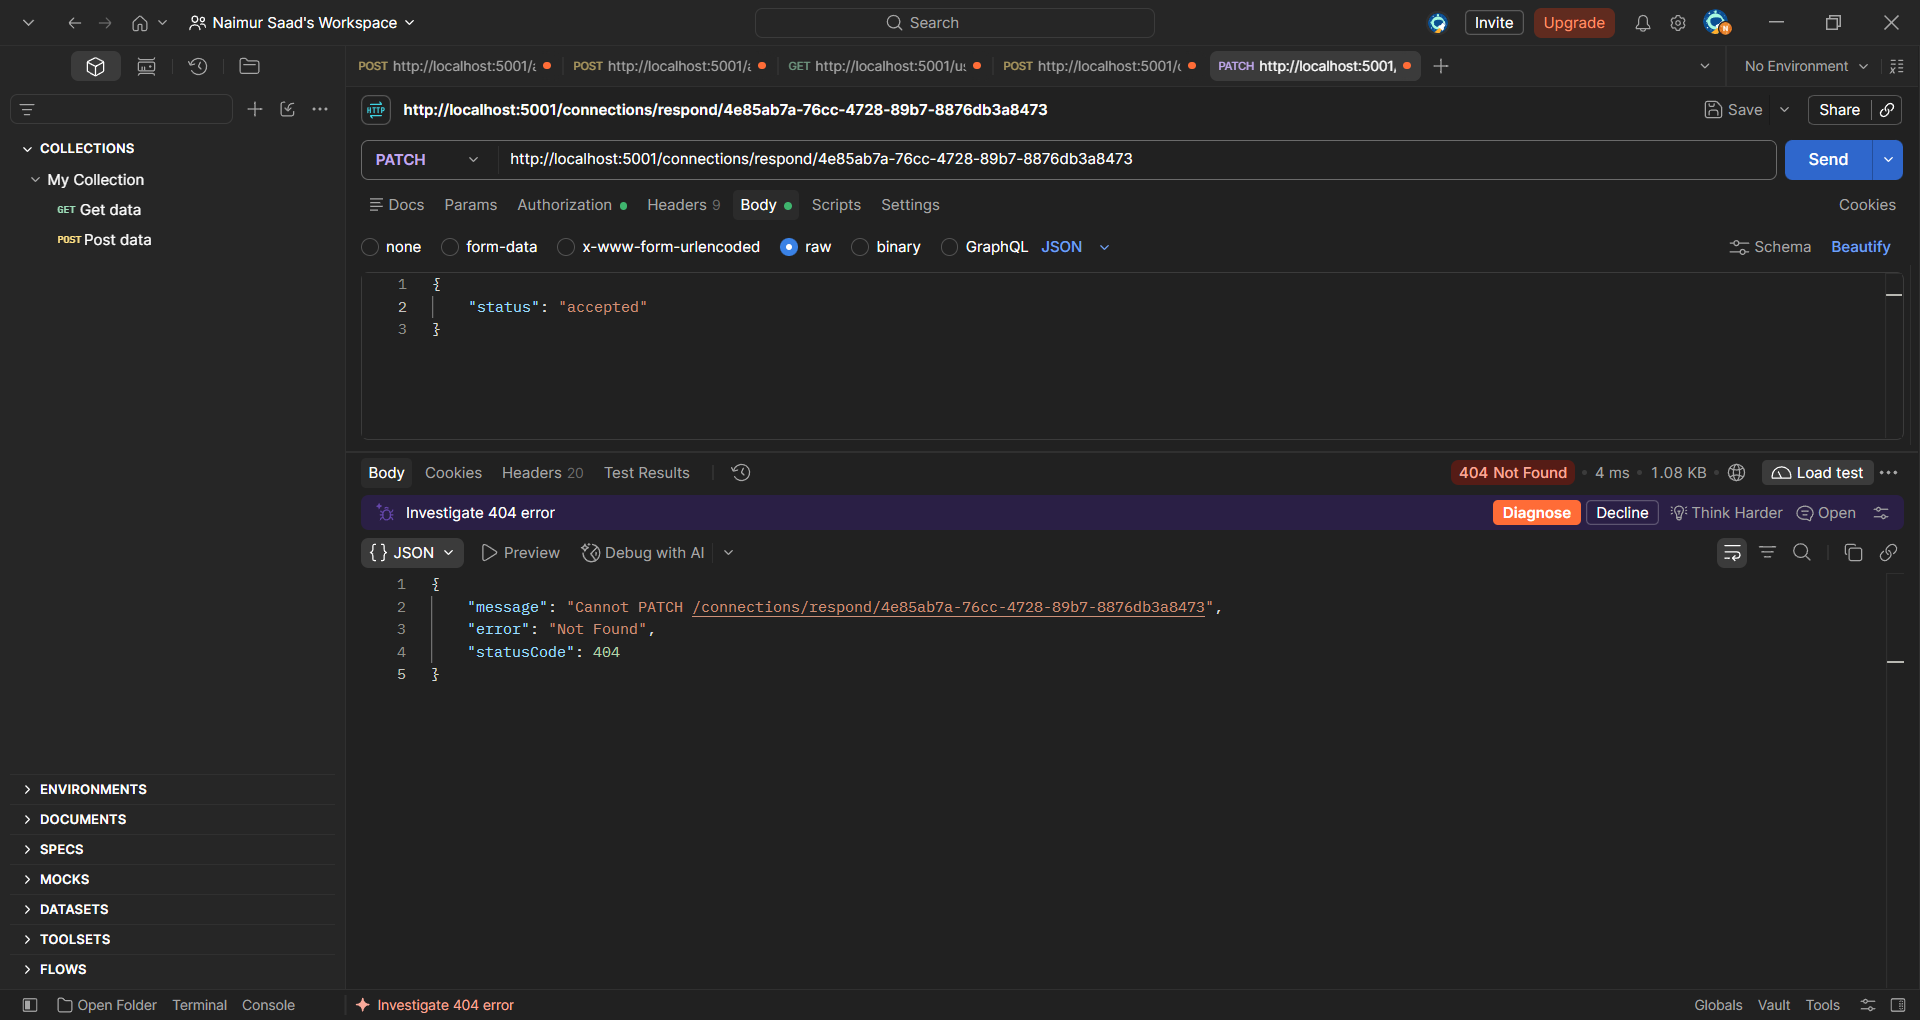 Naimur Saad's Workspace
Search
Invite
Upgrade
POST http://localhost:5001/
POST http://localhost:5001/
GET http://localhost:5001/us
POST http://localhost:5001/
PATCH http://localhost:5001,
No Environment
HTTP http://localhost:5001/connections/respond/4e85ab7a-76cc-4728-89b7-8876db3a8473
Save
Share
COLLECTIONS
My Collection
GET Get data
POST Post data
PATCH
http://localhost:5001/connections/respond/4e85ab7a-76cc-4728-89b7-8876db3a8473
Send
Docs Params Authorization Headers 9 Body Scripts Settings
Cookies
none form-data x-www-form-urlencoded raw binary GraphQL JSON
Schema Beautify
1 {
2 "status": "accepted"
3 }
Body Cookies Headers 20 Test Results
404 Not Found • 4 ms • 1.08 KB •
Load test
Investigate 404 error
Diagnose Decline Think Harder Open
{} JSON Preview Debug with AI
1 {
2 "message": "Cannot PATCH /connections/respond/4e85ab7a-76cc-4728-89b7-8876db3a8473",
3 "error": "Not Found",
4 "statusCode": 404
5 }
ENVIRONMENTS
DOCUMENTS
SPECS
MOCKS
DATASETS
TOOLSETS
FLOWS
Open Folder Terminal Console
Investigate 404 error
Globals Vault Tools